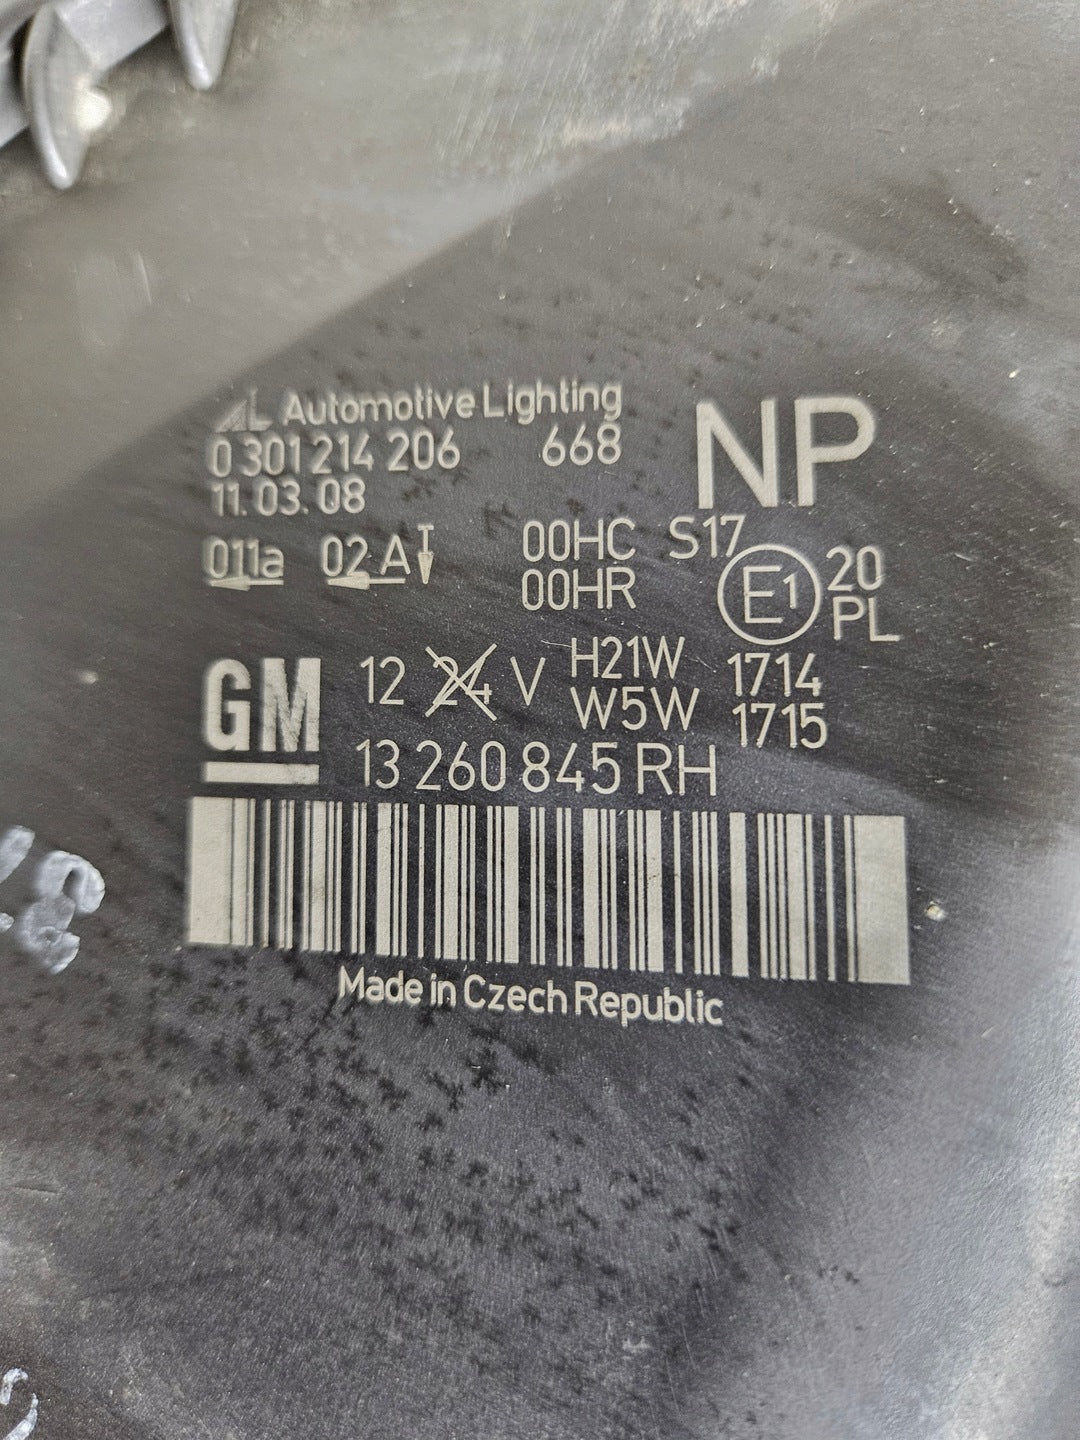 AL Automotive Lighting
0 301 214 206 668
NP
11.03.08
011a 02 A
00HC S17
00HR
E1
20
PL
GM
12 24 V
H21W 1714
W5W 1715
13 260 845 RH
Made in Czech Republic